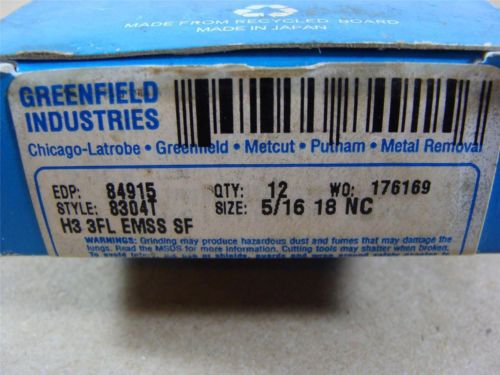 MADE FROM RECYCLED BOARD
MADE IN JAPAN
GREENFIELD
INDUSTRIES
Chicago-Latrobe • Greenfield • Metcut • Putnam • Metal Removal
EDP: 84915 QTY: 12 WO: 176169
STYLE: 8304T SIZE: 5/16 18 NC
H3 3FL EMSS SF
WARNINGS: Grinding may produce hazardous dust and fumes that may damage the
lungs. Read the MSDS for more information. Cutting tools may shatter when broken.
To avoid